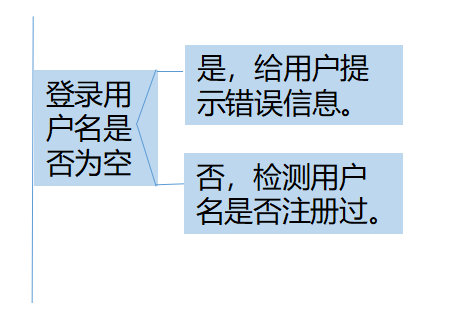 登录用
户名是
否为空
是，给用户提
示错误信息。
否，检测用户
名是否注册过。